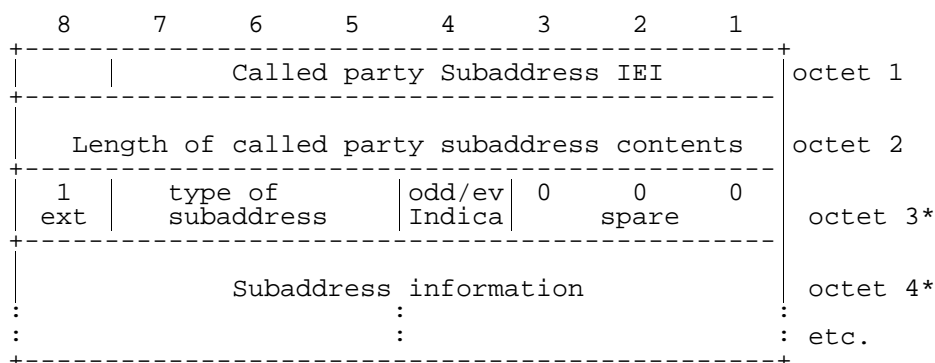 8 7 6 5 4 3 2 1
Called party Subaddress IEI octet 1
Length of called party subaddress contents octet 2
1 type of odd/ev 0 0 0
ext subaddress Indica spare octet 3*
Subaddress information octet 4*
: : :
: : : etc.